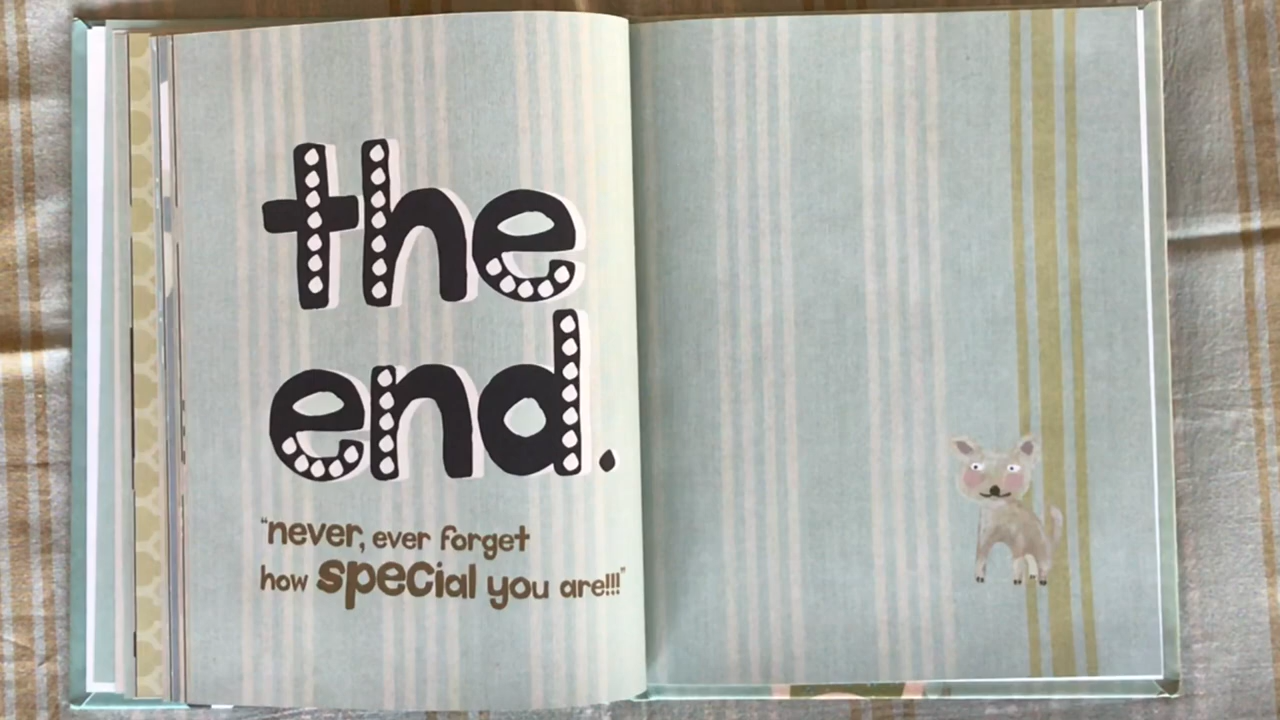 the
end.
“never, ever forget
how special you are!!!”